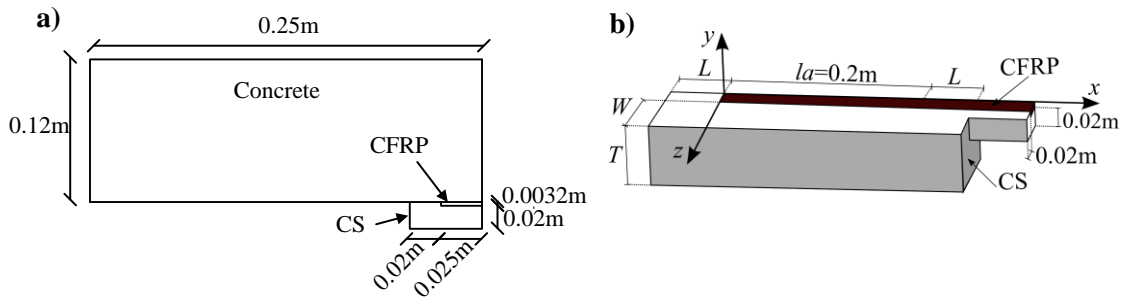 a)
0.25m
Concrete
0.12m
CFRP
0.0032m
0.02m
CS
0.02m
0.025m
b)
y
L
la=0.2m
L
CFRP
x
W
0.02m
T
z
0.02m
CS